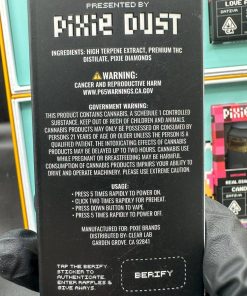 PRESENTED BY
PIXIE DUST
INGREDIENTS: HIGH TERPENE EXTRACT, PREMIUM THC
DISTILATE, PIXIE DIAMONDS
WARNING:
CANCER AND REPRODUCTIVE HARM
WWW.P65WARNINGS.CA.GOV
GOVERNMENT WARNING:
THIS PRODUCT CONTAINS CANNABIS, A SCHEDULE 1 CONTROLLED
SUBSTANCE. KEEP OUT OF REECH OF CHILDREN AND ANIMALS.
CANNABIS PRODUCTS MAY ONLY BE POSSESSED OR CONSUMED BY
PERSONS 21 YEARS OF AGE OR OLDER UNLESS THE PERSON IS A
QUALIFIED PATIENT. THE INTOXICATING EFFECTS OF CANNABIS
PRODUCTS MAY BE DELAYED UP TO TWO HOURS. CANNABIS USE
WHILE PREGNANT OR BREASTFEEDING MAY BE HARMFUL.
CONSUMPTION OF CANNABIS PRODUCTS IMPAIRS YOUR ABILITY TO
DRIVE AND OPERATE MACHINERY. PLEASE USE EXTREME CAUTION.
USAGE:
• PRESS 5 TIMES RAPIDLY TO POWER ON.
• CLICK TWO TIMES RAPIDLY FOR PREHEAT.
• PRESS DOWN BUTTON TO VAPE.
• PRESS 5 TIMES RAPIDLY TO POWER OFF.
MANUFACTURED FOR: PIXIE BRANDS
DISTRIBUTED BY: CLEAR LAB
GARDEN GROVE, CA 92841
TAP THE BERIFY
STICKER TO
AUTHENTICATE,
ENTER RAFFLES &
GIVE AWAYS.
BERIFY
LOVE
SATIVA
CAND
SATIVA